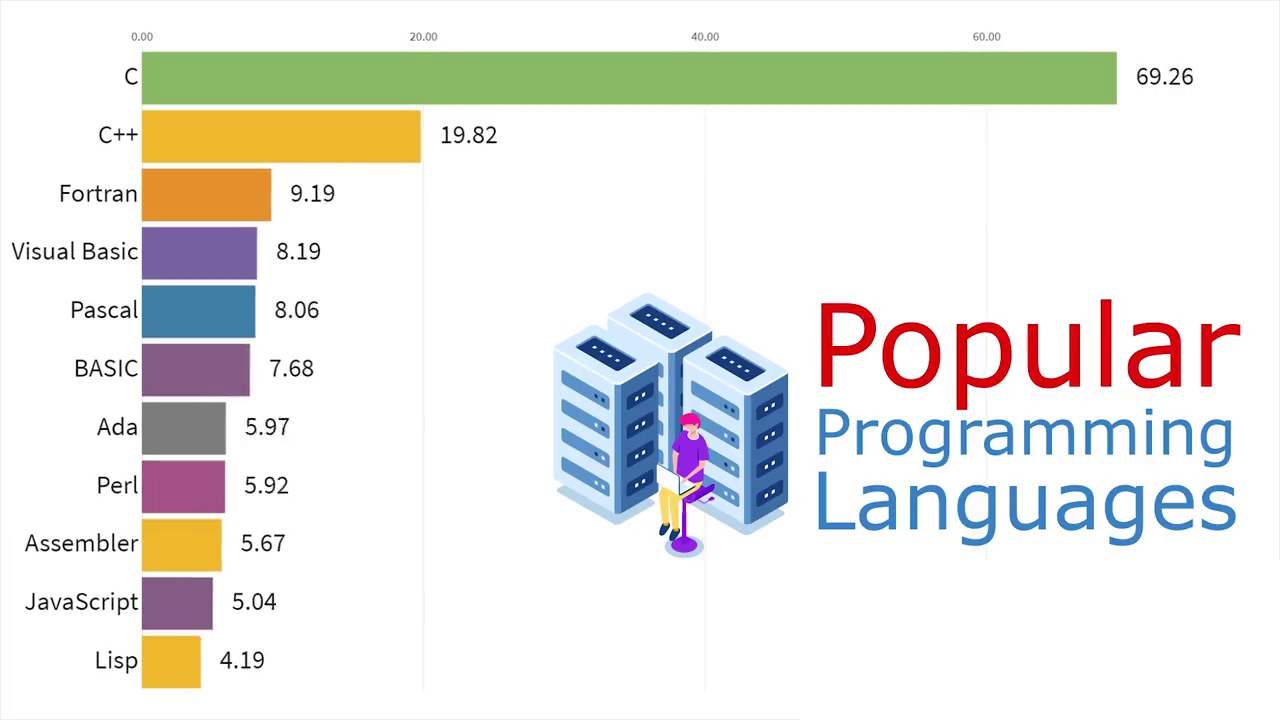 0.00 20.00 40.00 60.00
C 69.26
C++ 19.82
Fortran 9.19
Visual Basic 8.19
Pascal 8.06
BASIC 7.68
Ada 5.97
Perl 5.92
Assembler 5.67
JavaScript 5.04
Lisp 4.19
Popular
Programming
Languages